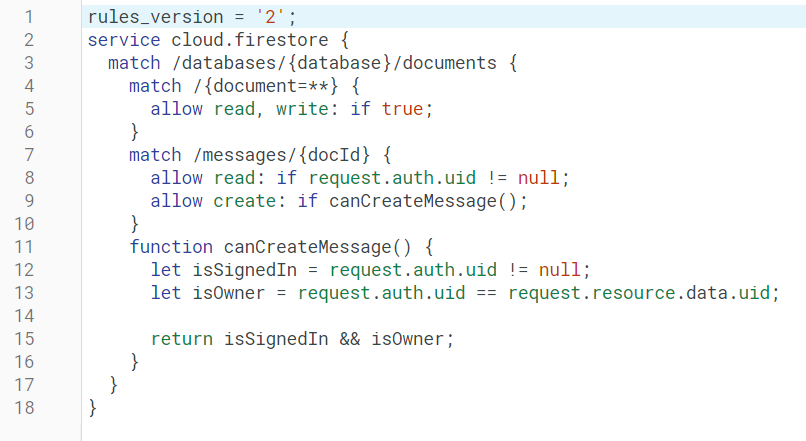 1 rules_version = '2';
2 service cloud.firestore {
3 match /databases/{database}/documents {
4 match /{document=**} {
5 allow read, write: if true;
6 }
7 match /messages/{docId} {
8 allow read: if request.auth.uid != null;
9 allow create: if canCreateMessage();
10 }
11 function canCreateMessage() {
12 let isSignedIn = request.auth.uid != null;
13 let isOwner = request.auth.uid == request.resource.data.uid;
14
15 return isSignedIn && isOwner;
16 }
17 }
18 }